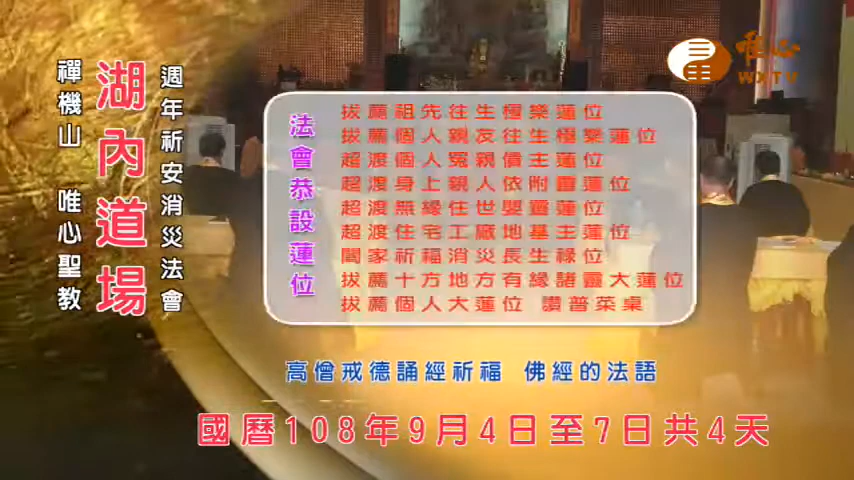 唯心
WXTV
禪機山 唯心聖教
湖內道場
週年祈安消災法會
法會恭設蓮位
拔薦祖先往生極樂蓮位
拔薦個人親友往生極樂蓮位
超渡個人冤親債主蓮位
超渡身上親人依附靈蓮位
超渡無緣住世嬰靈蓮位
超渡住宅工廠地基主蓮位
闔家祈福消災長生祿位
拔薦十方地方有緣諸靈大蓮位
拔薦個人大蓮位 讚普菜桌
高僧戒德誦經祈福 佛經的法語
國曆108年9月4日至7日共4天